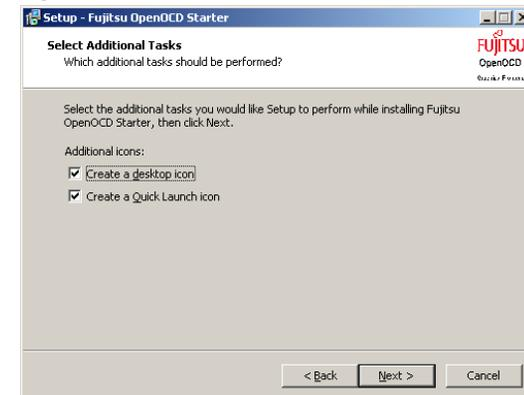 Setup - Fujitsu OpenOCD Starter
Select Additional Tasks
Which additional tasks should be performed?
FUJITSU
OpenOCD
Select the additional tasks you would like Setup to perform while installing Fujitsu
OpenOCD Starter, then click Next.
Additional icons:
Create a desktop icon
Create a Quick Launch icon
< Back
Next >
Cancel